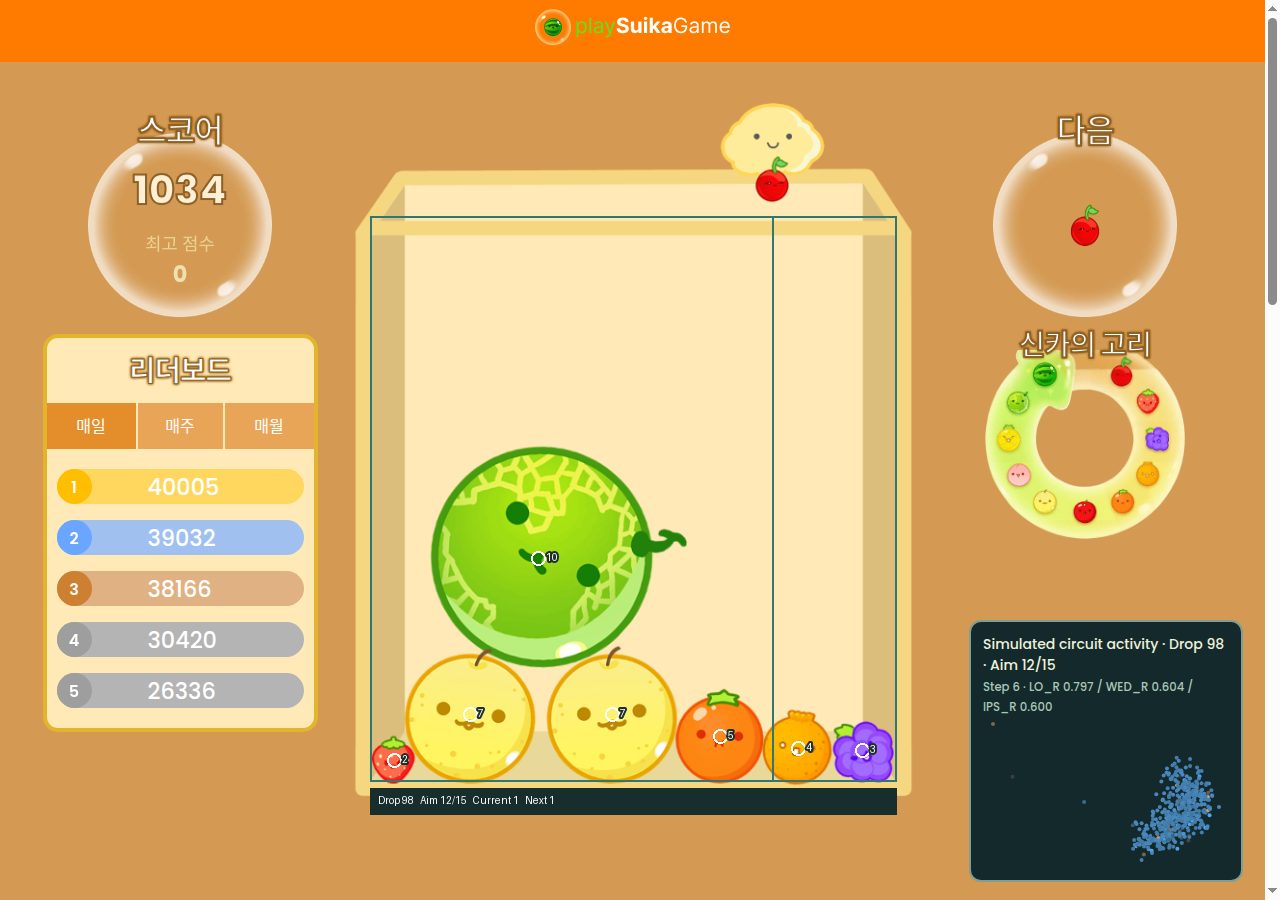 playSuikaGame
스코어
1034
최고 점수
0
리더보드
매일
매주
매월
1
40005
2
39032
3
38166
4
30420
5
26336
10
7
7
5
4
3
2
Drop98 Aim 12/15 Current 1 Next 1
다음
신카의 고리
Simulated circuit activity · Drop 98
· Aim 12/15
Step 6 · LO_R 0.797 / WED_R 0.604 /
IPS_R 0.600